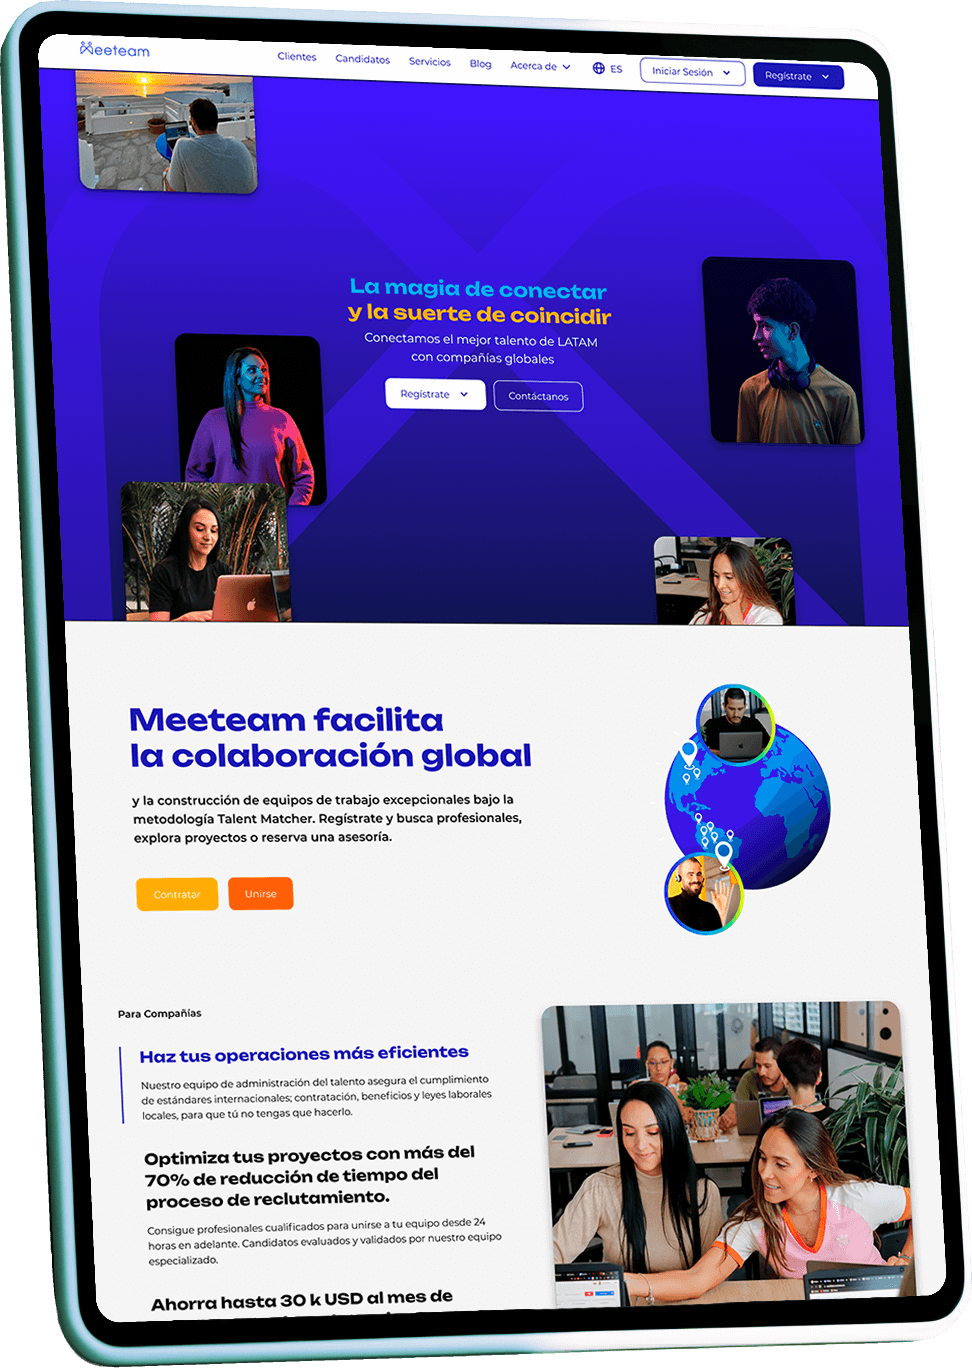 Meeteam
Clientes
Candidatos
Servicios
Blog
Acerca de
ES
Iniciar Sesión
Regístrate
La magia de conectar
y la suerte de coincidir
Conectamos el mejor talento de LATAM
con compañías globales
Regístrate
Contáctanos
Meeteam facilita
la colaboración global
y la construcción de equipos de trabajo excepcionales bajo la
metodología Talent Matcher. Regístrate y busca profesionales,
explora proyectos o reserva una asesoría.
Contratar
Unirse
Para Compañías
Haz tus operaciones más eficientes
Nuestro equipo de administración del talento asegura el cumplimiento
de estándares internacionales; contratación, beneficios y leyes laborales
locales, para que tú no tengas que hacerlo.
Optimiza tus proyectos con más del
70% de reducción de tiempo del
proceso de reclutamiento.
Consigue profesionales cualificados para unirse a tu equipo desde 24
horas en adelante. Candidatos evaluados y validados por nuestro equipo
especializado.
Ahorra hasta 30 k USD al mes de